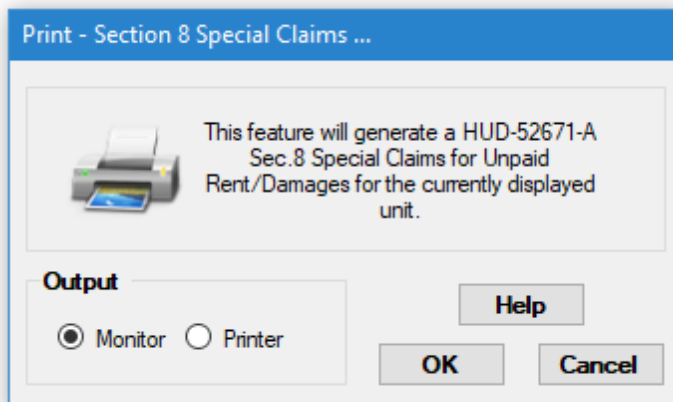 Print - Section 8 Special Claims ...
This feature will generate a HUD-52671-A
Sec.8 Special Claims for Unpaid
Rent/Damages for the currently displayed
unit.
Output
Monitor Printer
Help
OK Cancel